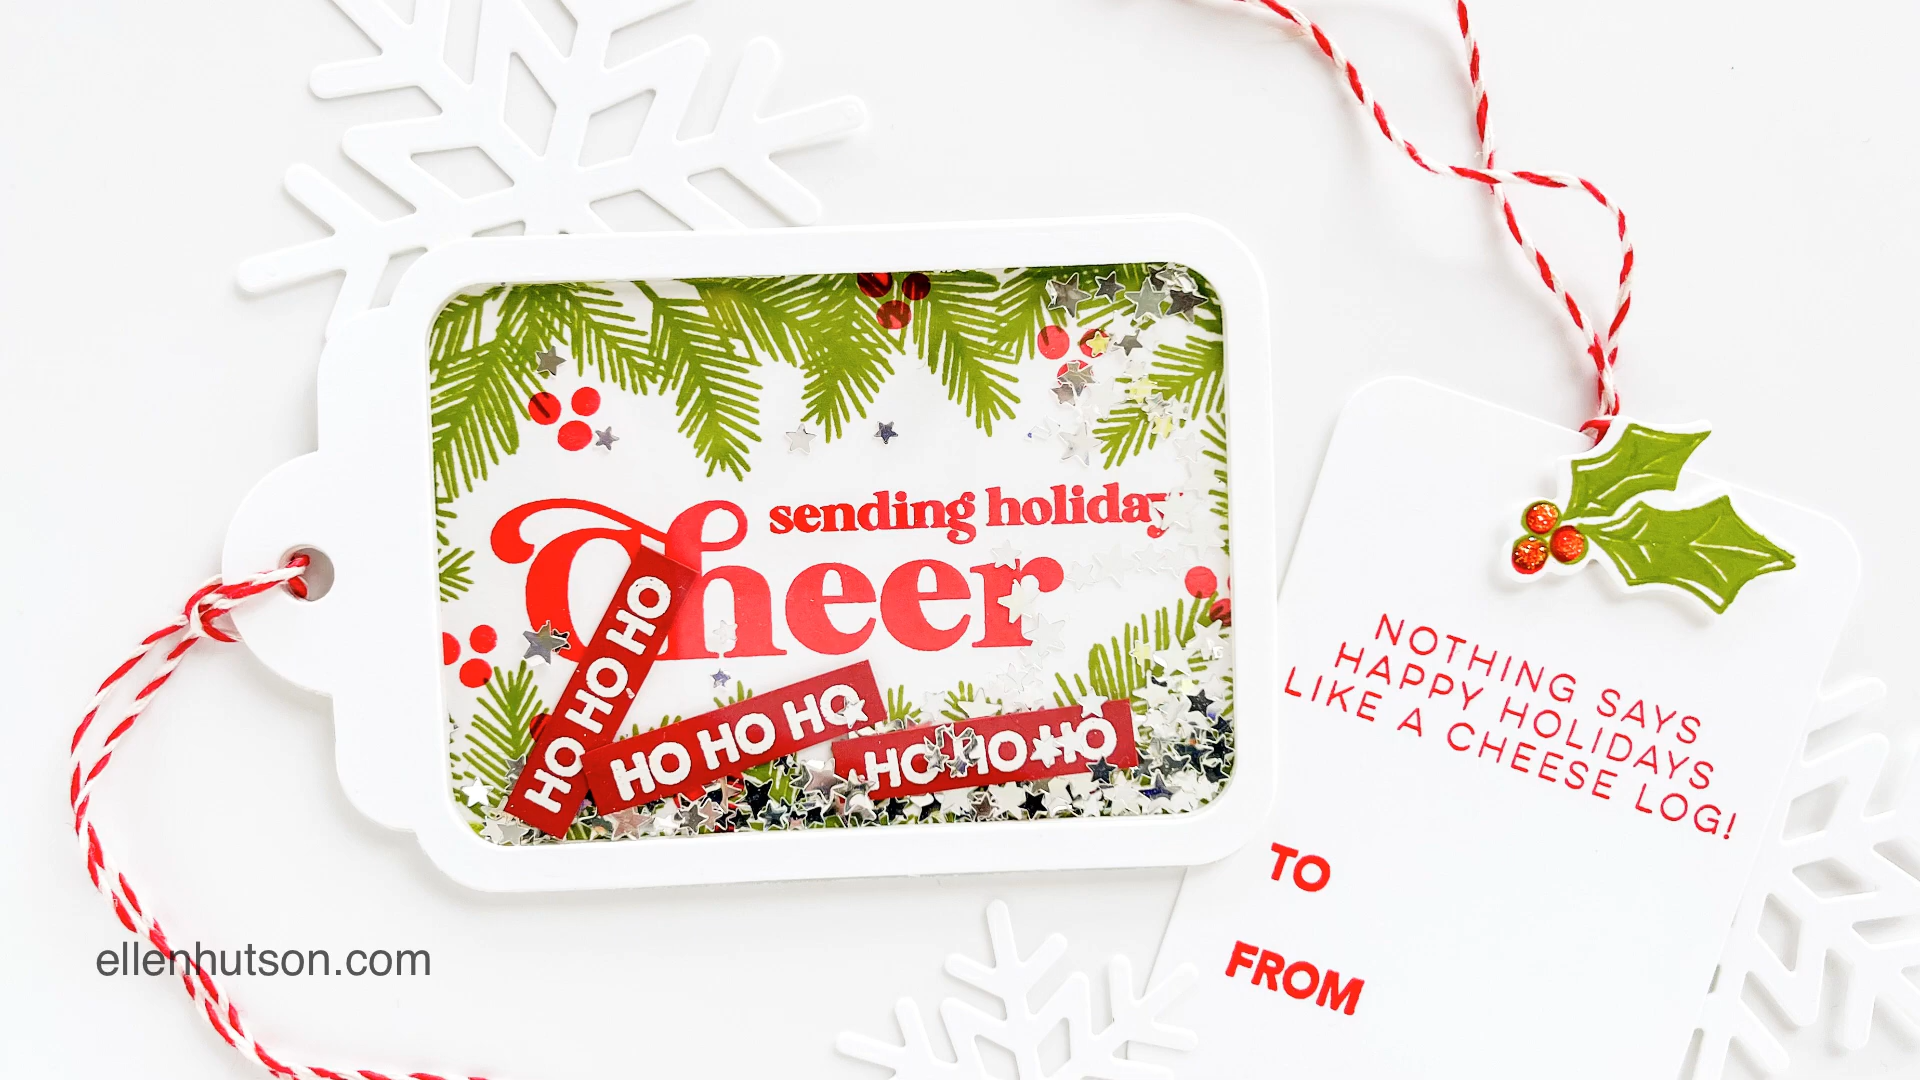 sending holiday
Cheer
HO HO HO
HO HO HO
HO HO HO
NOTHING SAYS
HAPPY HOLIDAYS
LIKE A CHEESE LOG!
TO
FROM
ellenhutson.com